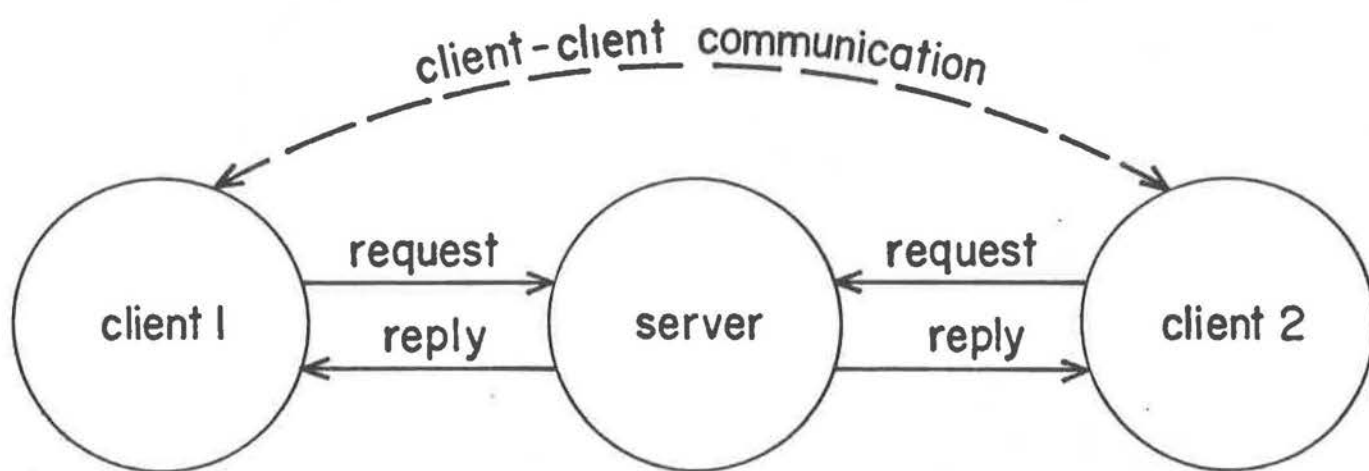 client-client communication
request
request
client 1
reply
server
reply
client 2